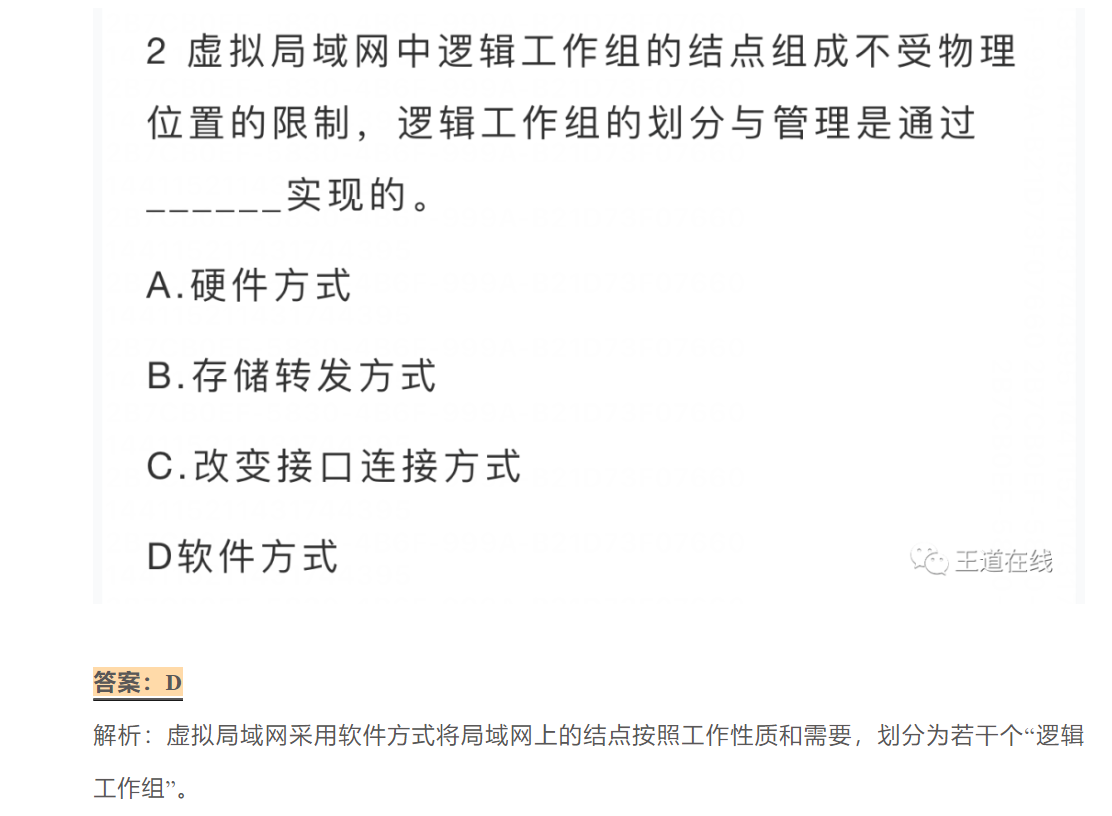 2 虚拟局域网中逻辑工作组的结点组成不受物理
位置的限制，逻辑工作组的划分与管理是通过
______实现的。
A.硬件方式
B.存储转发方式
C.改变接口连接方式
D软件方式
王道在线
答案：D
解析：虚拟局域网采用软件方式将局域网上的结点按照工作性质和需要，划分为若干个“逻辑
工作组”。